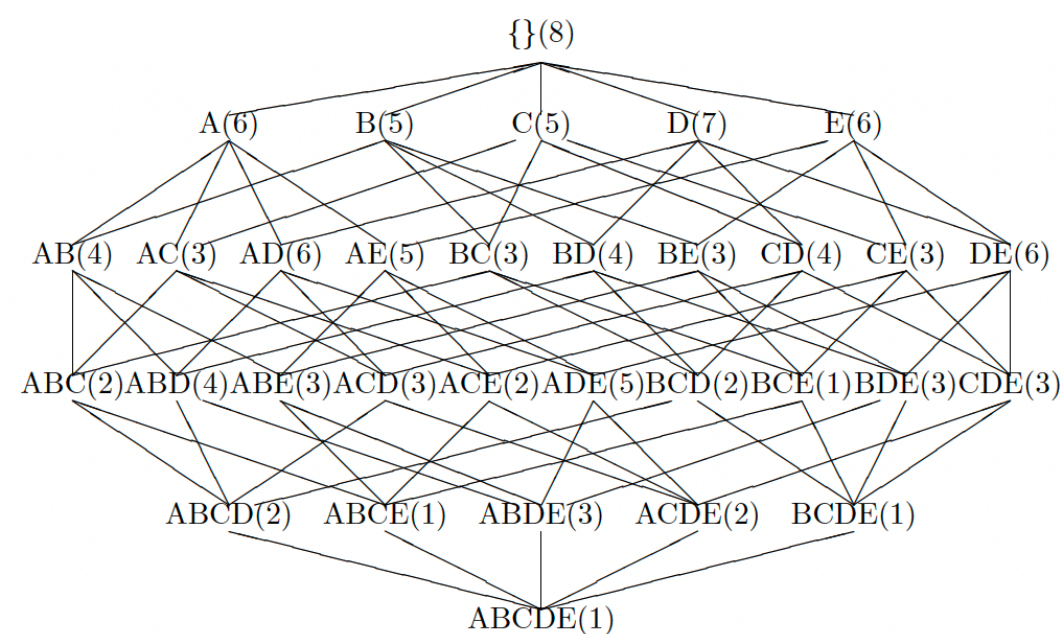 {}(8)
A(6) B(5) C(5) D(7) E(6)
AB(4) AC(3) AD(6) AE(5) BC(3) BD(4) BE(3) CD(4) CE(3) DE(6)
ABC(2) ABD(4) ABE(3) ACD(3) ACE(2) ADE(5) BCD(2) BCE(1) BDE(3) CDE(3)
ABCD(2) ABCE(1) ABDE(3) ACDE(2) BCDE(1)
ABCDE(1)